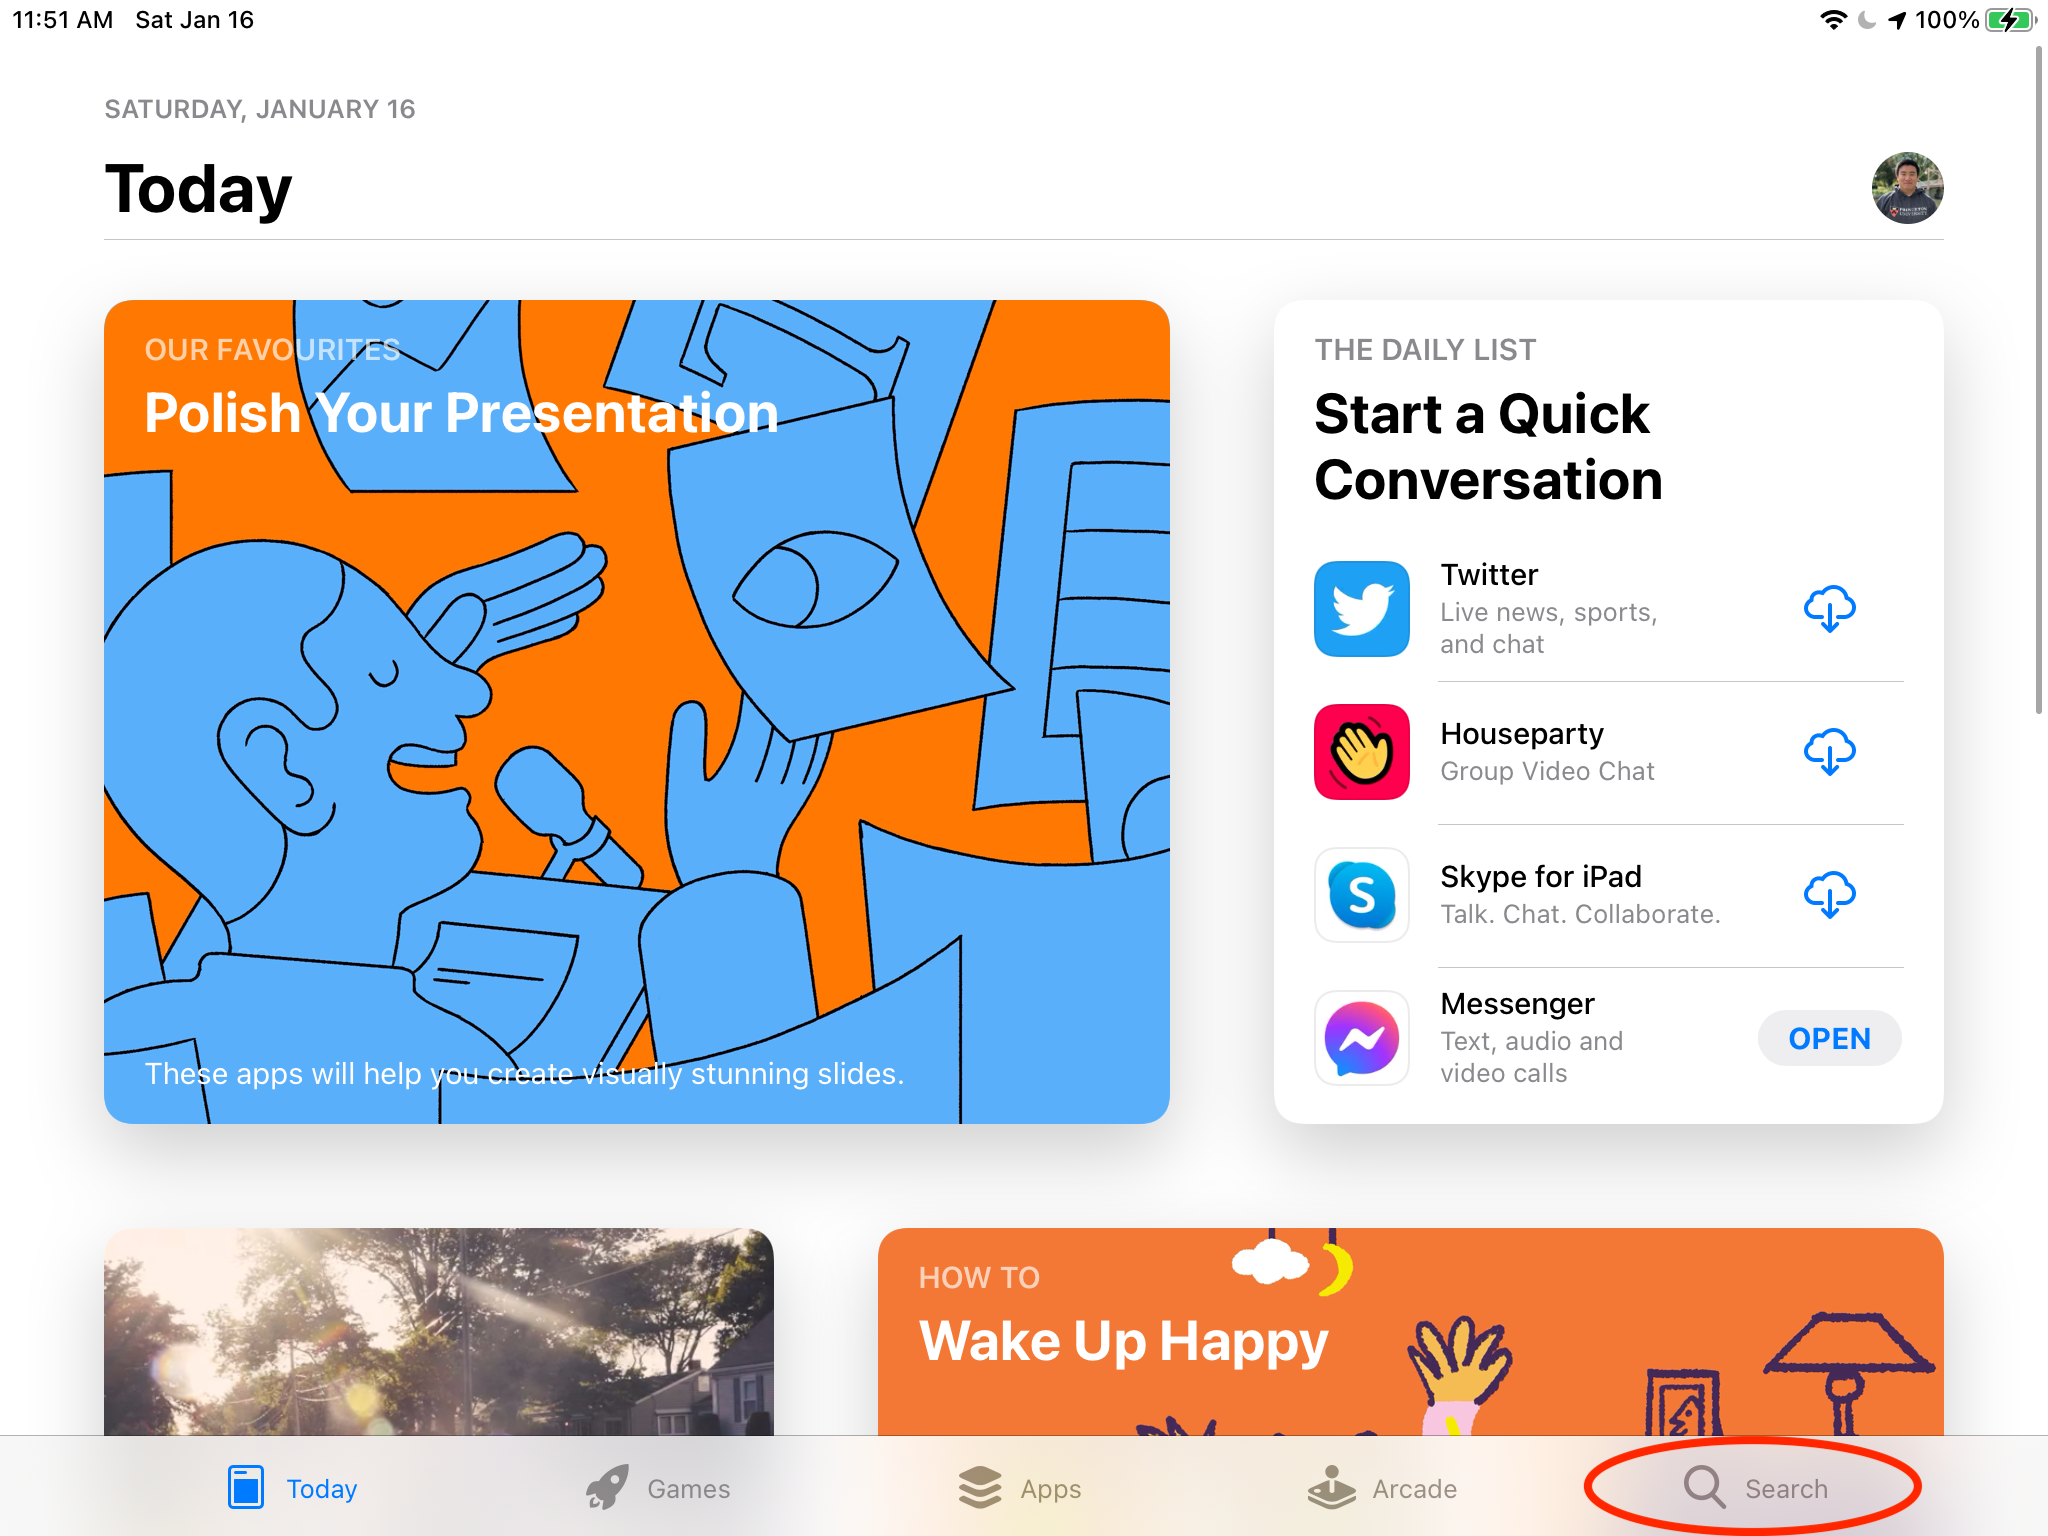 11:51 AM Sat Jan 16
100%
SATURDAY, JANUARY 16
Today
OUR FAVOURITES
Polish Your Presentation
These apps will help you create visually stunning slides.
THE DAILY LIST
Start a Quick
Conversation
Twitter
Live news, sports,
and chat
Houseparty
Group Video Chat
Skype for iPad
Talk. Chat. Collaborate.
Messenger
Text, audio and
video calls
OPEN
HOW TO
Wake Up Happy
Today
Games
Apps
Arcade
Search